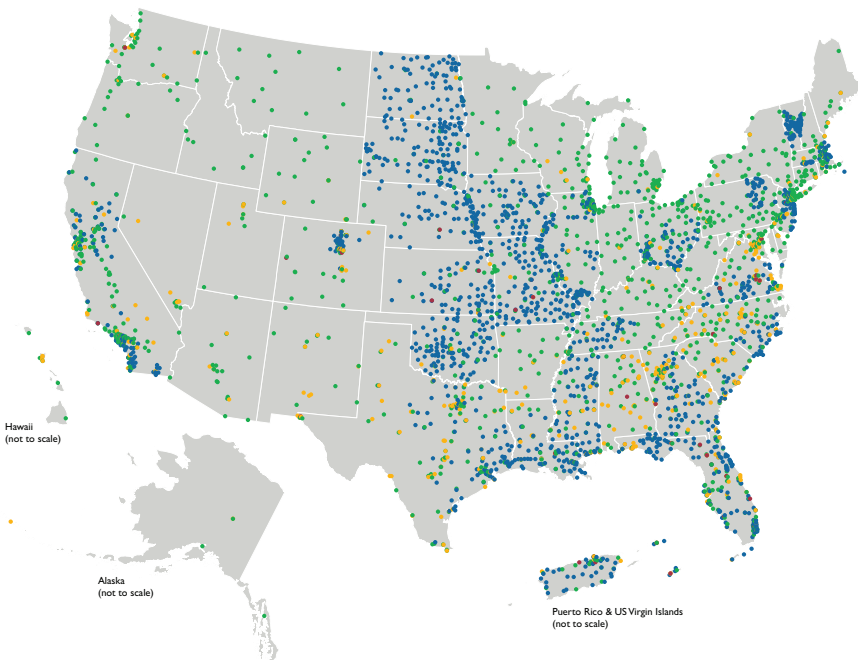 Hawaii
(not to scale)
Alaska
(not to scale)
Puerto Rico & US Virgin Islands
(not to scale)